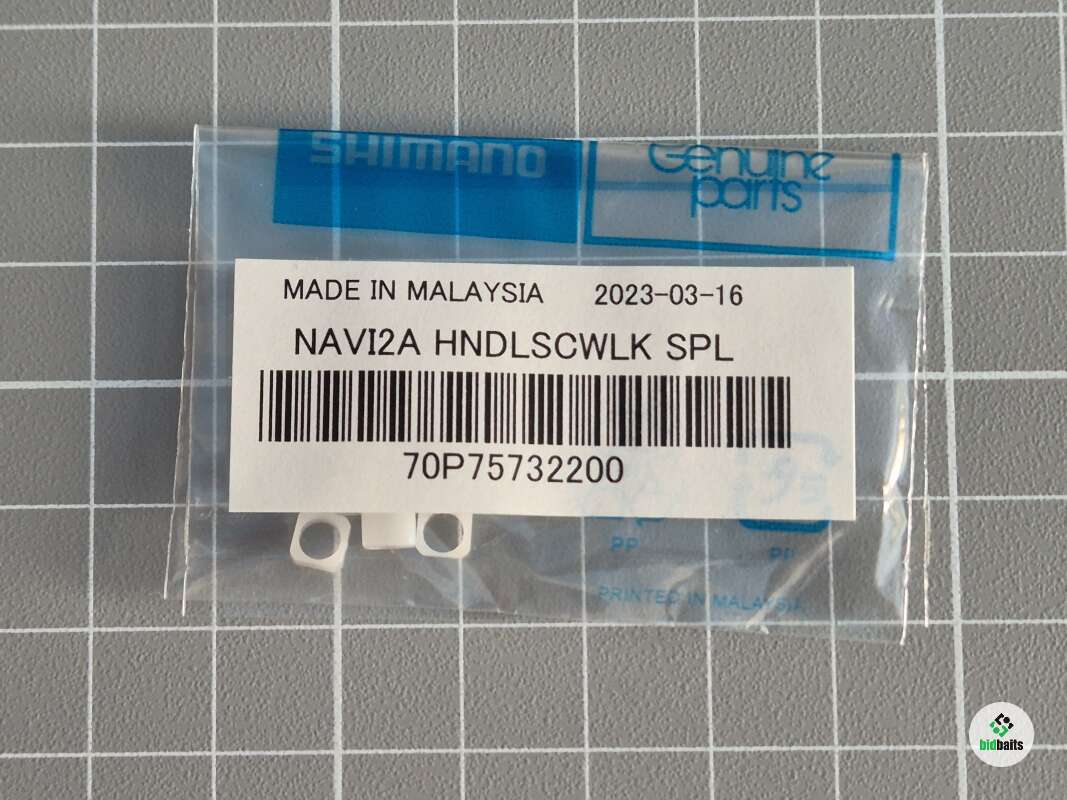 SHIMANO
Genuine
parts
MADE IN MALAYSIA 2023-03-16
NAVI2A HNDLSCWLK SPL
70P75732200
PP
PP
PRINTED IN MALAYSIA
bidbaits